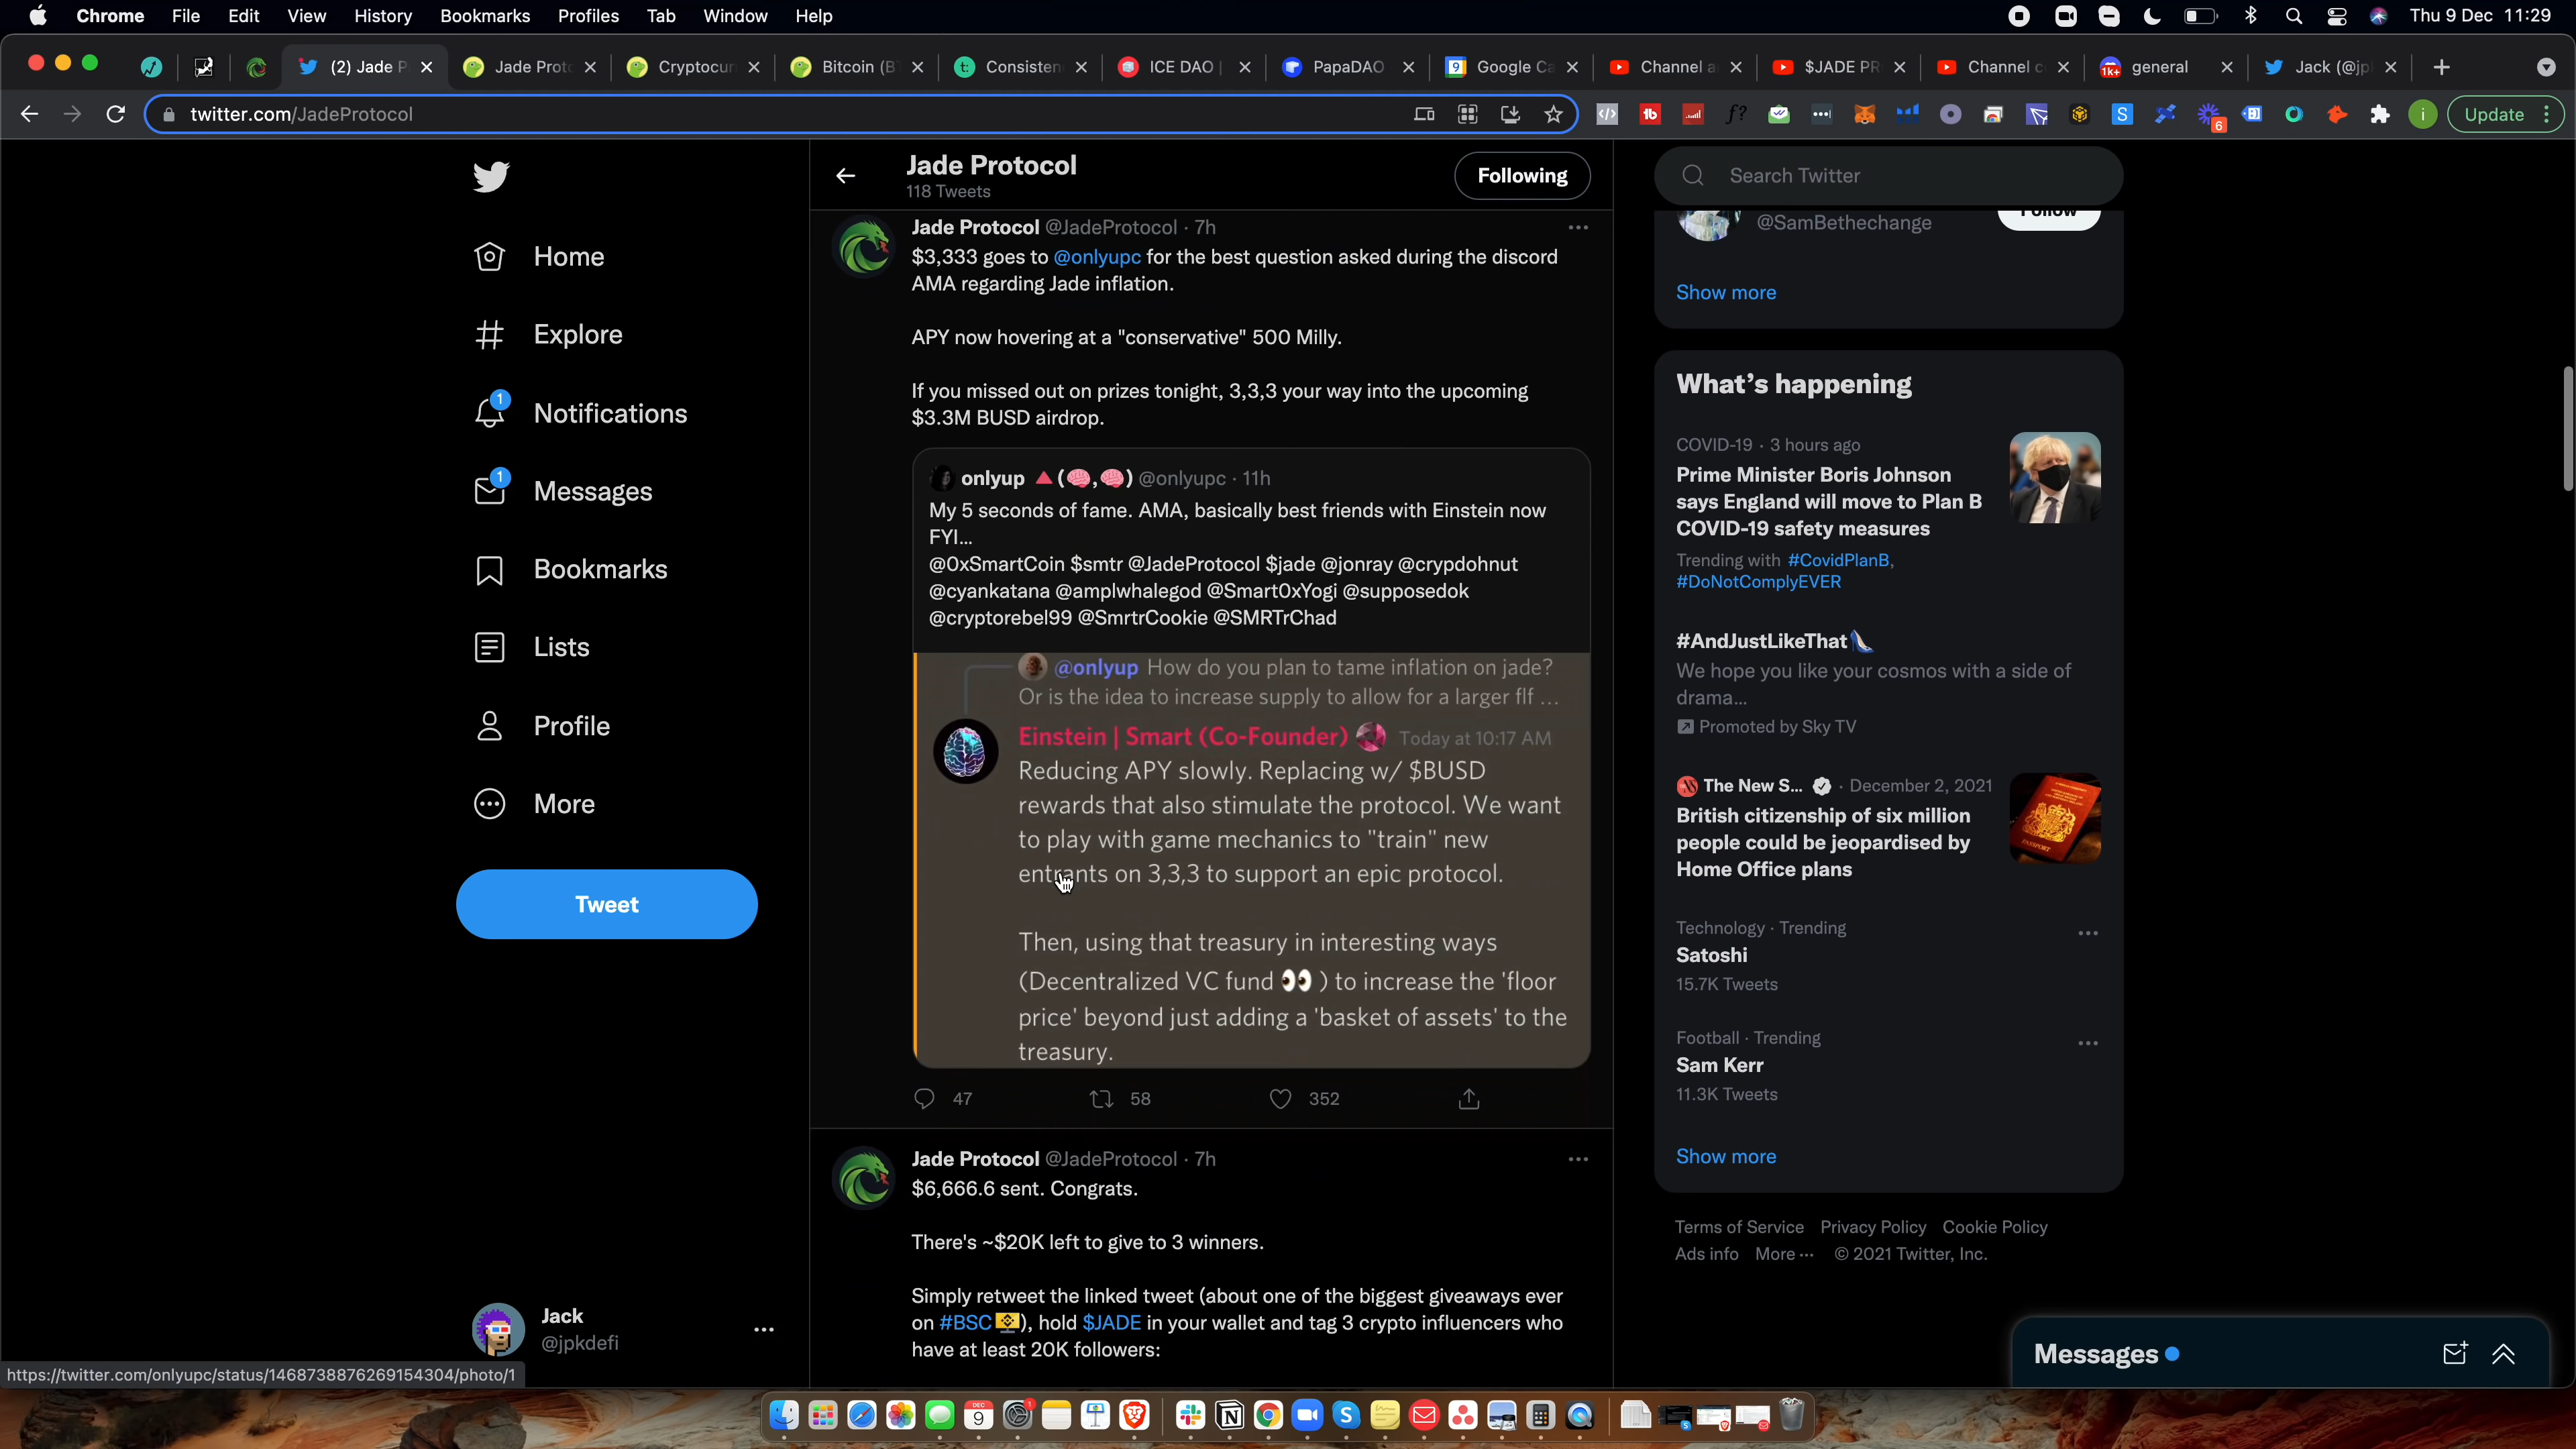 Chrome File Edit View History Bookmarks Profiles Tab Window Help
Thu 9 Dec 11:29
(2) Jade P
Jade Proto
Cryptocur
Bitcoin (B
Consisten
ICE DAO |
PapaDAO
Google Ca
Channel a
$JADE PR
Channel c
general
Jack (@jpl
twitter.com/JadeProtocol
Update
Home
Explore
Notifications
1
Messages
1
Bookmarks
Lists
Profile
More
Tweet
Jack
@jpkdefi
https://twitter.com/onlyupc/status/1468738876269154304/photo/1
Jade Protocol
118 Tweets
Following
Jade Protocol @JadeProtocol · 7h
$3,333 goes to @onlyupc for the best question asked during the discord
AMA regarding Jade inflation.
APY now hovering at a "conservative" 500 Milly.
If you missed out on prizes tonight, 3,3,3 your way into the upcoming
$3.3M BUSD airdrop.
onlyup 🔺(🧠,🧠) @onlyupc · 11h
My 5 seconds of fame. AMA, basically best friends with Einstein now
FYI...
@0xSmartCoin $smtr @JadeProtocol $jade @jonray @crypdohnut
@cyankatana @amplwhalegod @Smart0xYogi @supposedok
@cryptorebel99 @SmrtrCookie @SMRTrChad
@onlyup How do you plan to tame inflation on jade?
Or is the idea to increase supply to allow for a larger flf ...
Einstein | Smart (Co-Founder) Today at 10:17 AM
Reducing APY slowly. Replacing w/ $BUSD
rewards that also stimulate the protocol. We want
to play with game mechanics to "train" new
entrants on 3,3,3 to support an epic protocol.
Then, using that treasury in interesting ways
(Decentralized VC fund 👀 ) to increase the 'floor
price' beyond just adding a 'basket of assets' to the
treasury.
47 58 352
Jade Protocol @JadeProtocol · 7h
$6,666.6 sent. Congrats.
There's ~$20K left to give to 3 winners.
Simply retweet the linked tweet (about one of the biggest giveaways ever
on #BSC), hold $JADE in your wallet and tag 3 crypto influencers who
have at least 20K followers:
Search Twitter
@SamBethechange
Follow
Show more
What's happening
COVID-19 · 3 hours ago
Prime Minister Boris Johnson
says England will move to Plan B
COVID-19 safety measures
Trending with #CovidPlanB,
#DoNotComplyEVER
#AndJustLikeThat
We hope you like your cosmos with a side of
drama...
Promoted by Sky TV
The New S... · December 2, 2021
British citizenship of six million
people could be jeopardised by
Home Office plans
Technology · Trending
Satoshi
15.7K Tweets
Football · Trending
Sam Kerr
11.3K Tweets
Show more
Terms of Service Privacy Policy Cookie Policy
Ads info More ··· © 2021 Twitter, Inc.
Messages